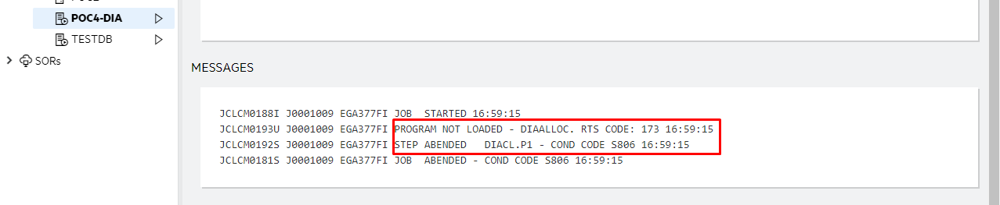 POC4-DIA
TESTDB
SORs
MESSAGES
JCLCM0188I J0001009 EGA377FI JOB  STARTED 16:59:15
JCLCM0193U J0001009 EGA377FI PROGRAM NOT LOADED - DIAALLOC. RTS CODE: 173 16:59:15
JCLCM0192S J0001009 EGA377FI STEP ABENDED   DIACL.P1 - COND CODE S806 16:59:15
JCLCM0181S J0001009 EGA377FI JOB  ABENDED - COND CODE S806 16:59:15